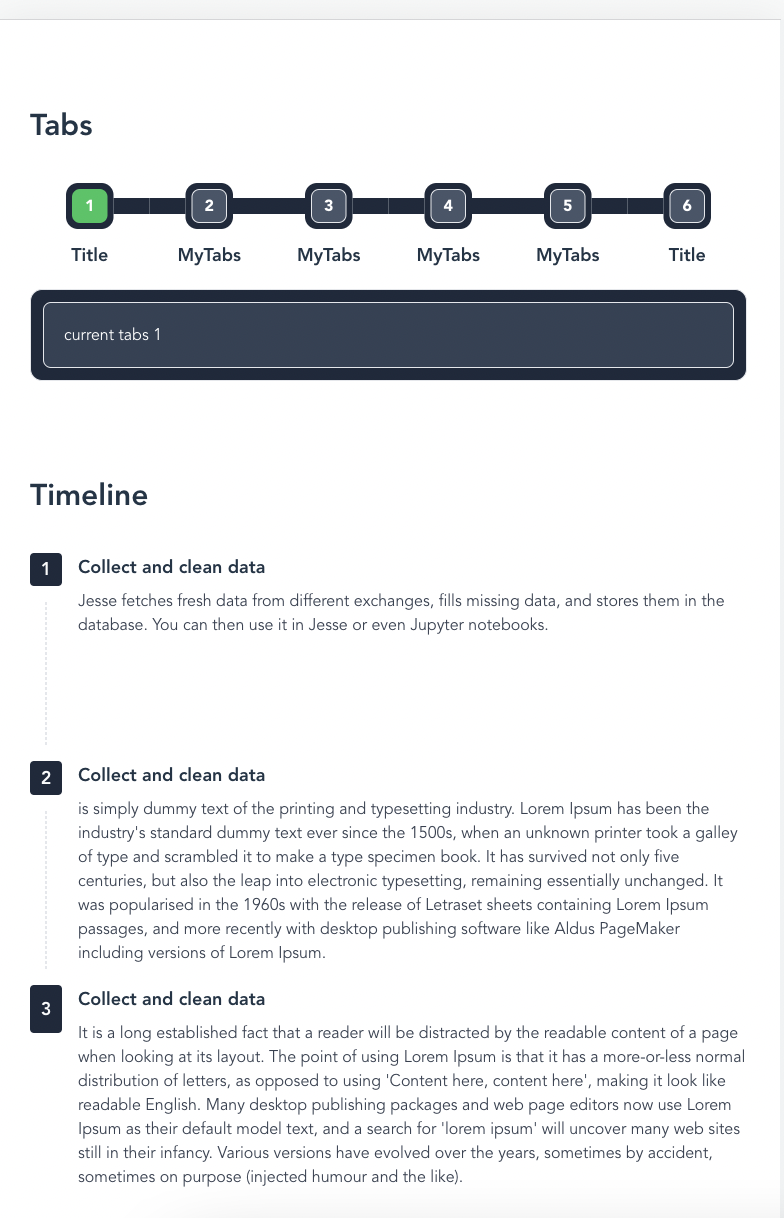 Tabs
1 2 3 4 5 6
Title MyTabs MyTabs MyTabs MyTabs Title
current tabs 1
Timeline
1 Collect and clean data
Jesse fetches fresh data from different exchanges, fills missing data, and stores them in the
database. You can then use it in Jesse or even Jupyter notebooks.
2 Collect and clean data
is simply dummy text of the printing and typesetting industry. Lorem Ipsum has been the
industry's standard dummy text ever since the 1500s, when an unknown printer took a galley
of type and scrambled it to make a type specimen book. It has survived not only five
centuries, but also the leap into electronic typesetting, remaining essentially unchanged. It
was popularised in the 1960s with the release of Letraset sheets containing Lorem Ipsum
passages, and more recently with desktop publishing software like Aldus PageMaker
including versions of Lorem Ipsum.
3 Collect and clean data
It is a long established fact that a reader will be distracted by the readable content of a page
when looking at its layout. The point of using Lorem Ipsum is that it has a more-or-less normal
distribution of letters, as opposed to using 'Content here, content here', making it look like
readable English. Many desktop publishing packages and web page editors now use Lorem
Ipsum as their default model text, and a search for 'lorem ipsum' will uncover many web sites
still in their infancy. Various versions have evolved over the years, sometimes by accident,
sometimes on purpose (injected humour and the like).